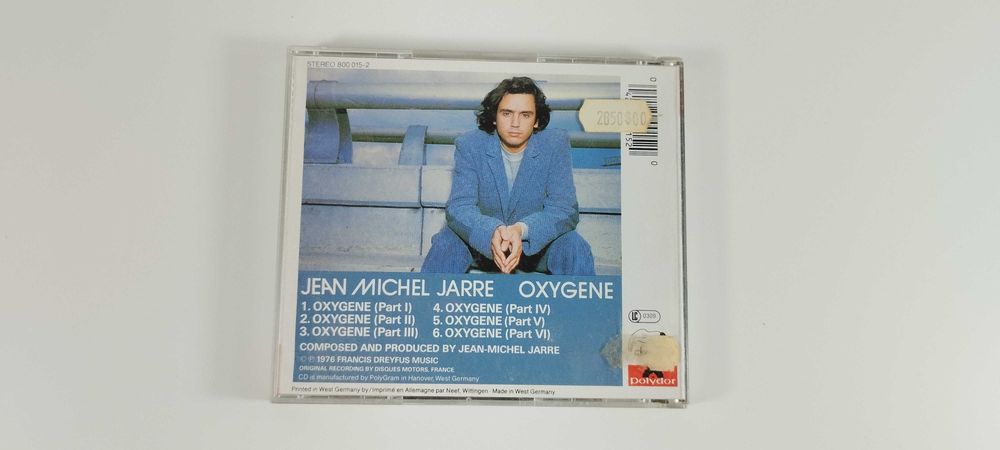 STEREO 800 015-2
2850800
JEAN MICHEL JARRE OXYGENE
1. OXYGENE (Part I)
2. OXYGENE (Part II)
3. OXYGENE (Part III)
4. OXYGENE (Part IV)
5. OXYGENE (Part V)
6. OXYGENE (Part VI)
COMPOSED AND PRODUCED BY JEAN-MICHEL JARRE
© ℗ 1976 FRANCIS DREYFUS MUSIC
ORIGINAL RECORDING BY DISQUES MOTORS, FRANCE
CD is manufactured by PolyGram in Hanover, West Germany
LC 0309
polydor
Printed in West Germany by / Imprimé en Allemagne par Neef, Wittingen · Made in West Germany